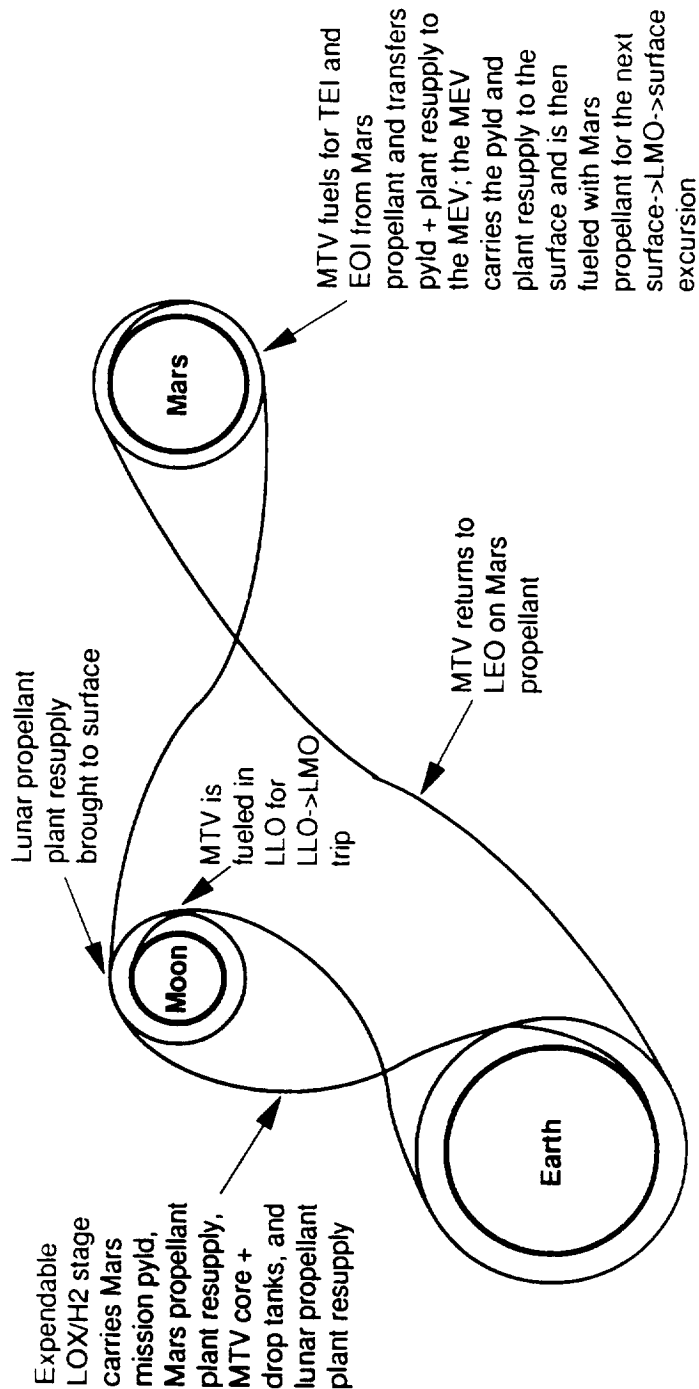 Expendable
LOX/H2 stage
carries Mars
mission pyld,
Mars propellant
plant resupply,
MTV core +
drop tanks, and
lunar propellant
plant resupply
Lunar propellant
plant resupply
brought to surface
Moon
MTV is
fueled in
LLO for
LLO->LMO
trip
Earth
MTV returns to
LEO on Mars
propellant
Mars
MTV fuels for TEI and
EOI from Mars
propellant and transfers
pyld + plant resupply to
the MEV; the MEV
carries the pyld and
plant resupply to the
surface and is then
fueled with Mars
propellant for the next
surface->LMO->surface
excursion